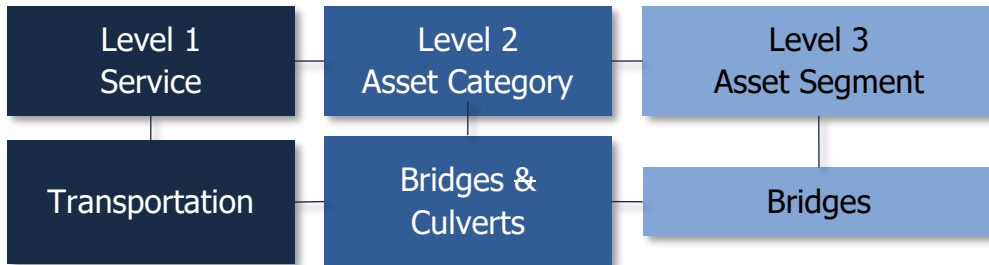 Level 1
Service
Level 2
Asset Category
Level 3
Asset Segment
Transportation
Bridges &
Culverts
Bridges